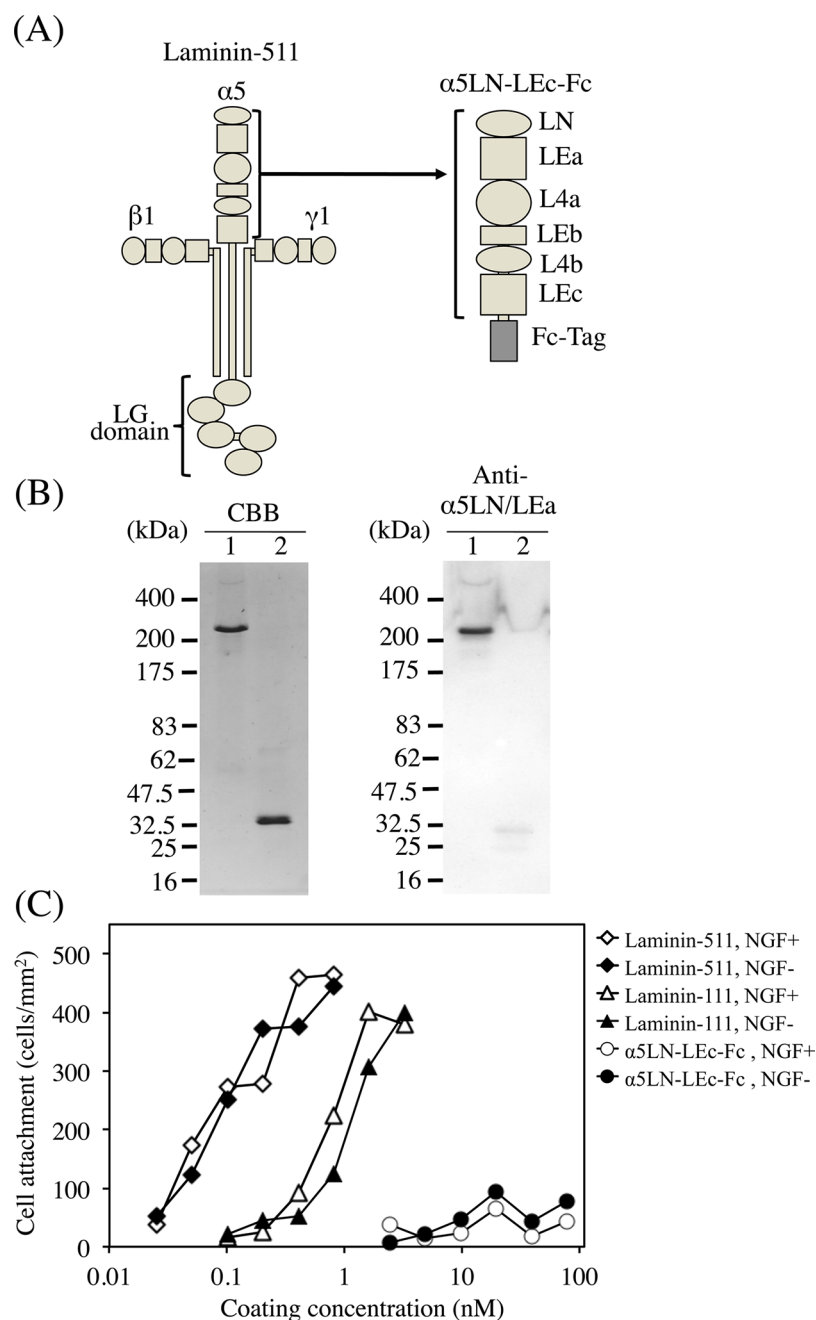 (A)
Laminin-511
α5
β1
γ1
LG
domain
α5LN-LEc-Fc
LN
LEa
L4a
LEb
L4b
LEc
Fc-Tag
(B)
CBB
(kDa)
1 2
400
200
175
83
62
47.5
32.5
25
16
Anti-
α5LN/LEa
(kDa)
1 2
400
200
175
83
62
47.5
32.5
25
16
(C)
Cell attachment (cells/mm²)
500
400
300
200
100
0
0.01 0.1 1 10 100
Coating concentration (nM)
Laminin-511, NGF+
Laminin-511, NGF-
Laminin-111, NGF+
Laminin-111, NGF-
α5LN-LEc-Fc , NGF+
α5LN-LEc-Fc , NGF-